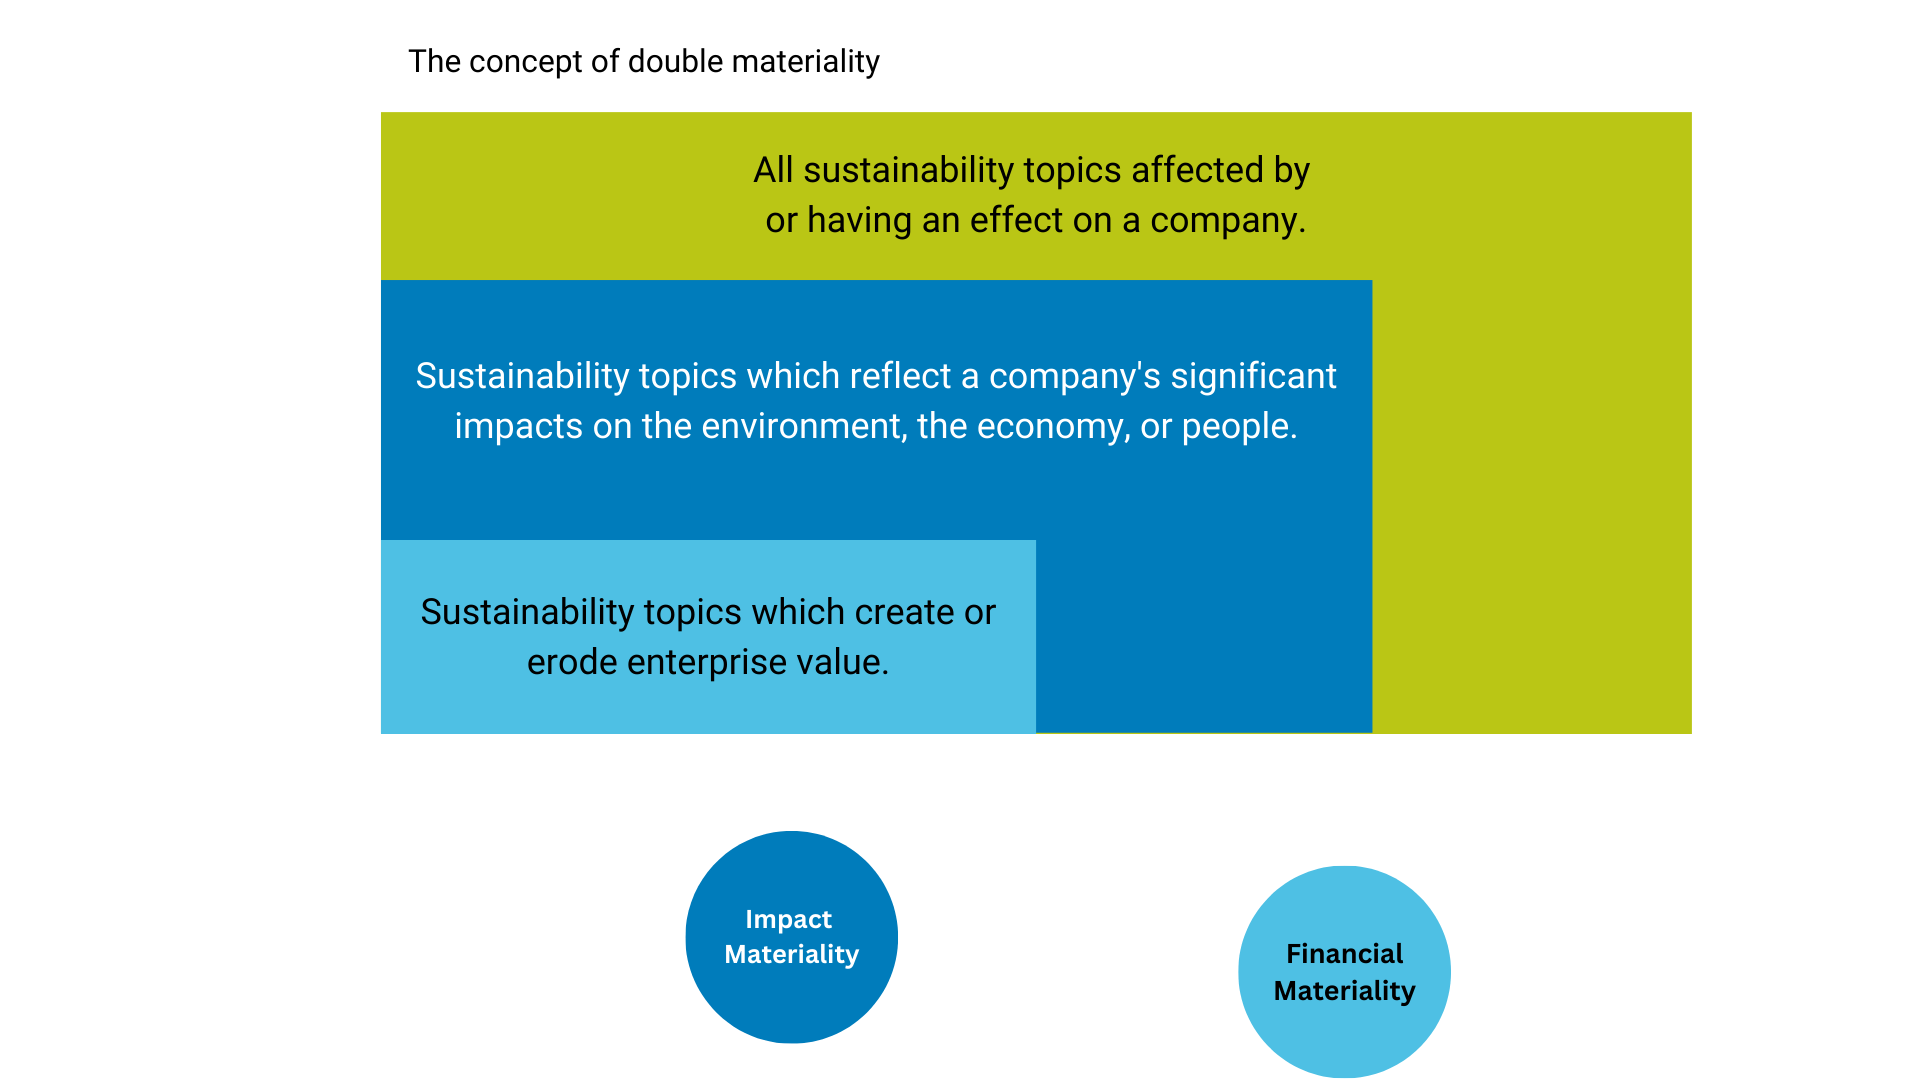 The concept of double materiality
All sustainability topics affected by
or having an effect on a company.
Sustainability topics which reflect a company's significant
impacts on the environment, the economy, or people.
Sustainability topics which create or
erode enterprise value.
Impact
Materiality
Financial
Materiality